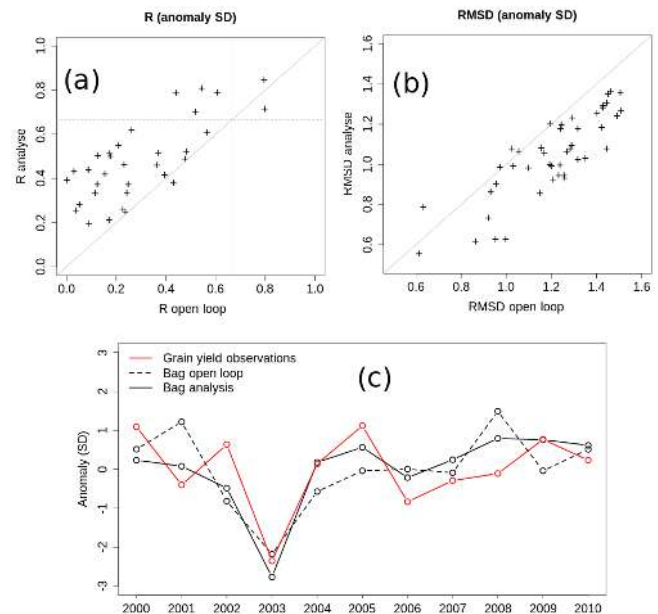 R (anomaly SD)
(a)
1.0
0.8
0.6
0.4
0.2
0.0
R analyse
0.0 0.2 0.4 0.6 0.8 1.0
R open loop
RMSD (anomaly SD)
(b)
1.6
1.4
1.2
1.0
0.8
0.6
RMSD analyse
0.6 0.8 1.0 1.2 1.4 1.6
RMSD open loop
Grain yield observations
Bag open loop
Bag analysis
(c)
3
2
1
0
-1
-2
-3
Anomaly (SD)
2000 2001 2002 2003 2004 2005 2006 2007 2008 2009 2010